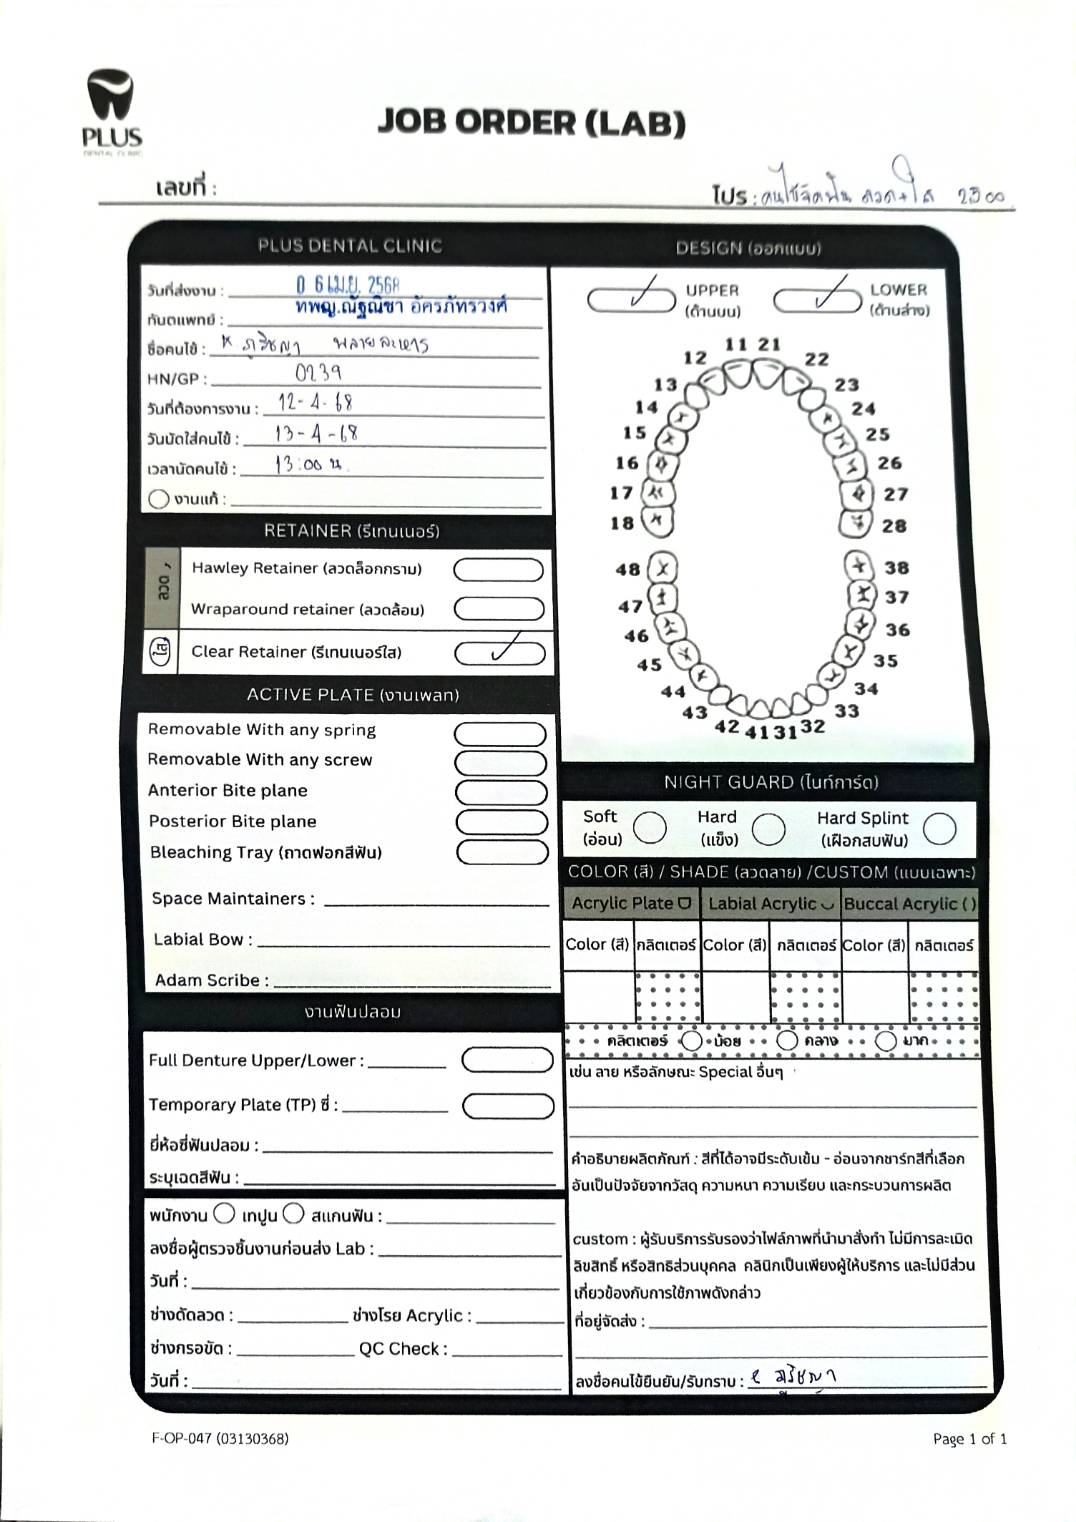 PLUS
DENTAL CLINIC
JOB ORDER (LAB)
เลขที่ :
โปร : คนไข้จัดฟัน ลวด+ใส 2500
PLUS DENTAL CLINIC
วันที่ส่งงาน : 0 6 เม.ย. 2568
ทันตแพทย์ : ทพญ.ณัฐณิชา อัครภัทรวงศ์
ชื่อคนไข้ :
HN/GP : 0239
วันที่ต้องการงาน : 12-4-68
วันนัดใส่คนไข้ : 13-4-68
เวลานัดคนไข้ : 13:00 น.
งานแก้ :
DESIGN (ออกแบบ)
UPPER
(ด้านบน)
LOWER
(ด้านล่าง)
11 21
12 22
13 23
14 24
15 25
16 26
17 27
18 28
48 38
47 37
46 36
45 35
44 34
43 33
42 41 31 32
RETAINER (รีเทนเนอร์)
ลวด
Hawley Retainer (ลวดล็อกกราม)
Wraparound retainer (ลวดล้อม)
ใส
Clear Retainer (รีเทนเนอร์ใส)
ACTIVE PLATE (งานเพลท)
Removable With any spring
Removable With any screw
Anterior Bite plane
Posterior Bite plane
Bleaching Tray (ถาดฟอกสีฟัน)
Space Maintainers :
Labial Bow :
Adam Scribe :
งานฟันปลอม
Full Denture Upper/Lower :
Temporary Plate (TP) ซี่ :
ยี่ห้อซี่ฟันปลอม :
ระบุเฉดสีฟัน :
พนักงาน เทปูน สแกนฟัน :
ลงชื่อผู้ตรวจชิ้นงานก่อนส่ง Lab :
วันที่ :
ช่างดัดลวด : ช่างโรย Acrylic :
ช่างกรอขัด : QC Check :
วันที่ :
NIGHT GUARD (ไนท์การ์ด)
Soft
(อ่อน)
Hard
(แข็ง)
Hard Splint
(เฝือกสบฟัน)
COLOR (สี) / SHADE (ลวดลาย) /CUSTOM (แบบเฉพาะ)
Acrylic Plate Labial Acrylic Buccal Acrylic ( )
Color (สี) กลิตเตอร์ Color (สี) กลิตเตอร์ Color (สี) กลิตเตอร์
กลิตเตอร์ น้อย กลาง มาก
เช่น ลาย หรือลักษณะ Special อื่นๆ
คำอธิบายผลิตภัณฑ์ : สีที่ได้อาจมีระดับเข้ม - อ่อนจากชาร์ทสีที่เลือก
อันเป็นปัจจัยจากวัสดุ ความหนา ความเรียบ และกระบวนการผลิต
custom : ผู้รับบริการรับรองว่าไฟล์ภาพที่นำมาสั่งทำ ไม่มีการละเมิด
ลิขสิทธิ์ หรือสิทธิส่วนบุคคล คลินิกเป็นเพียงผู้ให้บริการ และไม่มีส่วน
เกี่ยวข้องกับการใช้ภาพดังกล่าว
ที่อยู่จัดส่ง :
ลงชื่อคนไข้ยืนยัน/รับทราบ :
F-OP-047 (03130368)
Page 1 of 1